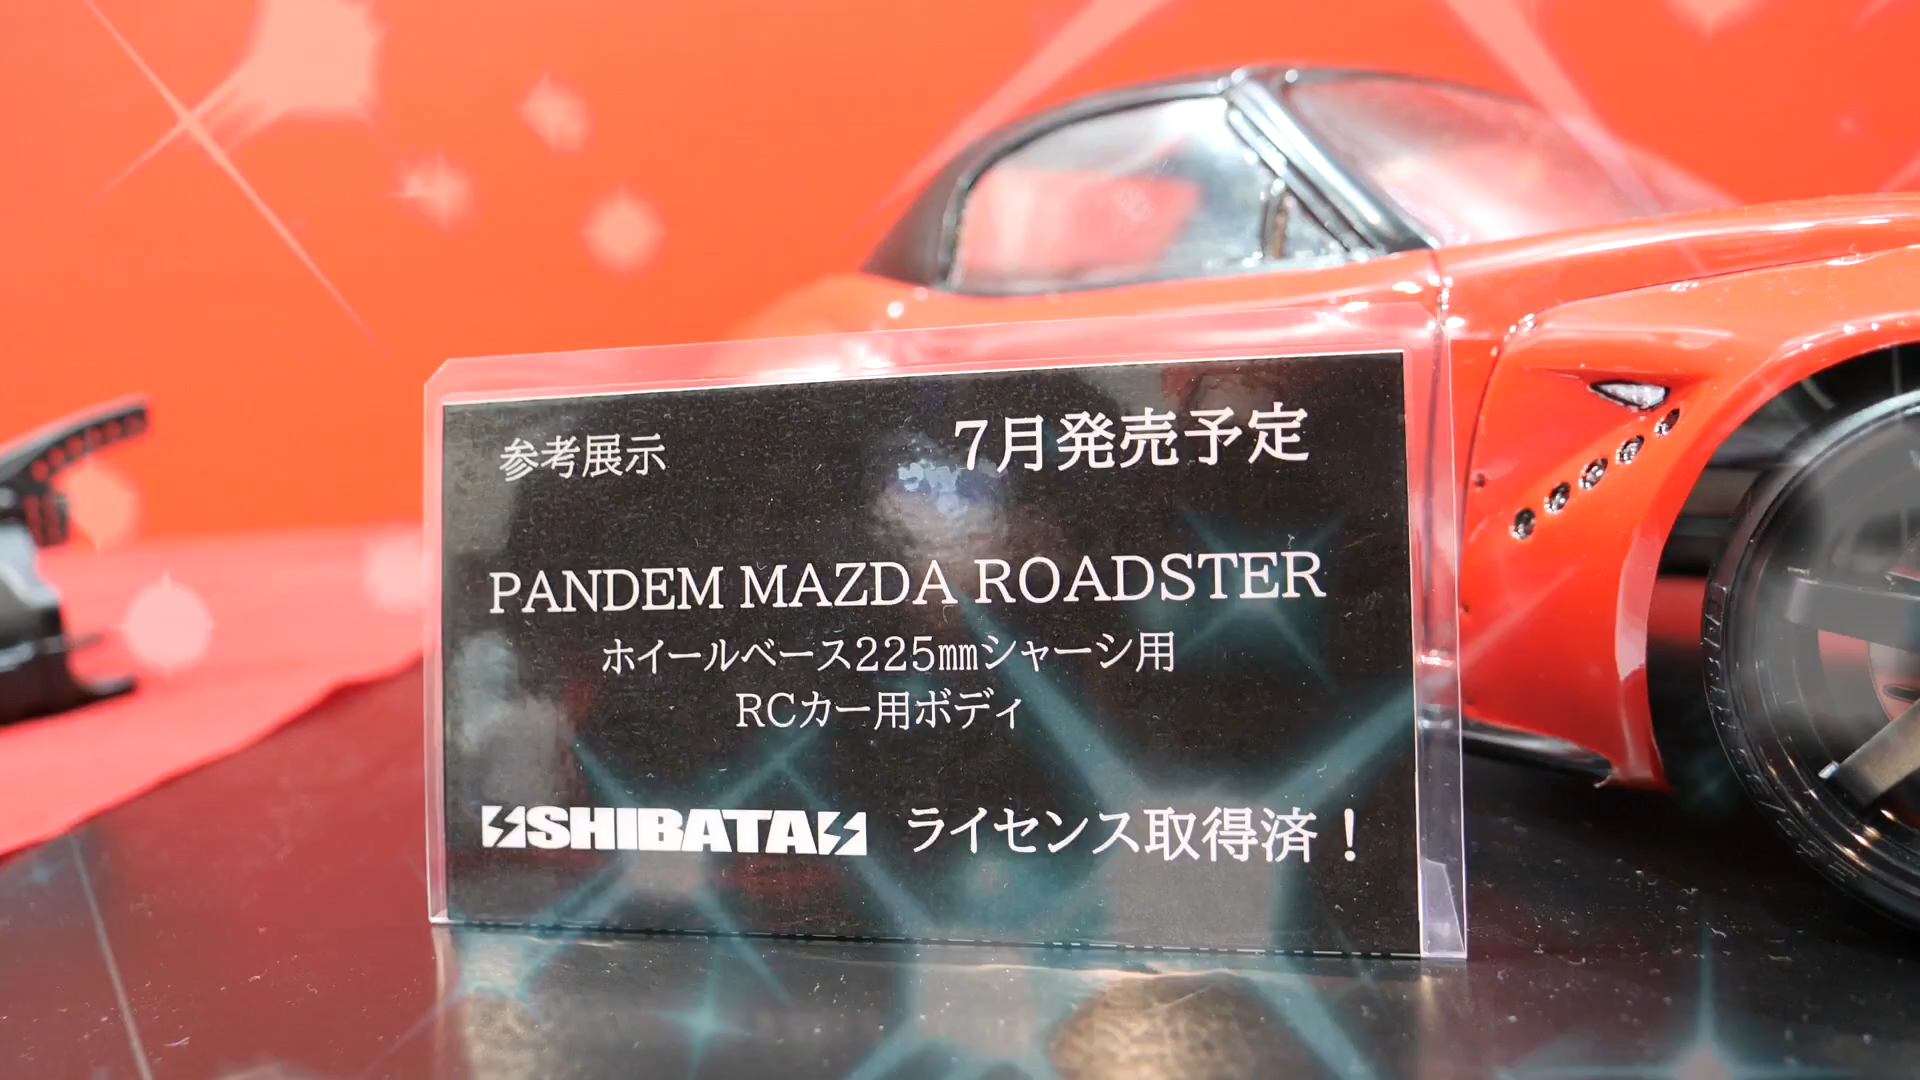 参考展示 7月発売予定
PANDEM MAZDA ROADSTER
ホイールベース225㎜シャーシ用
RCカー用ボディ
SHIBATA ライセンス取得済！